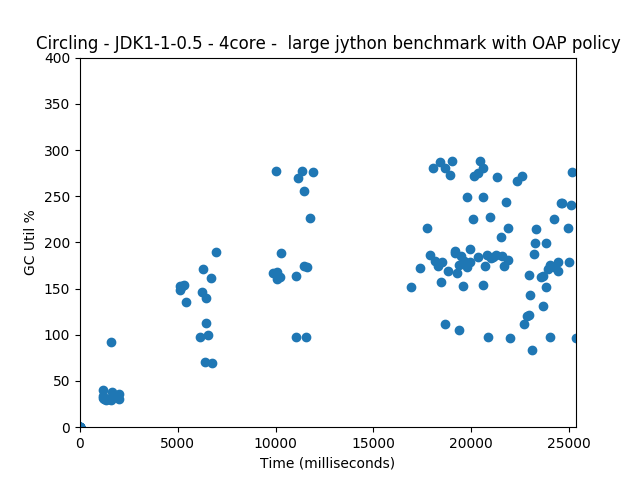 Circling - JDK1-1-0.5 - 4core -  large jython benchmark with OAP policy
400
350
300
250
200
150
100
50
0
GC Util %
0 5000 10000 15000 20000 25000
Time (milliseconds)